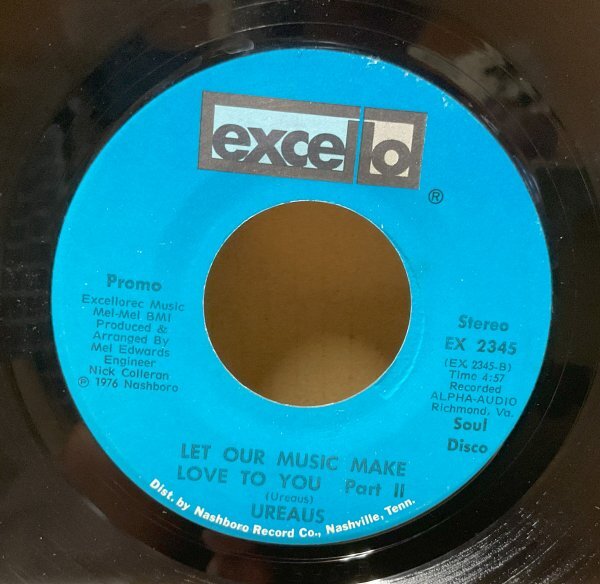 excello
®
Promo
Excellorec Music
Mel-Mel BMI
Produced &
Arranged By
Mel Edwards
Engineer
Nick Colleran
℗ 1976 Nashboro
Stereo
EX 2345
(EX 2345-B)
Time 4:57
Recorded
ALPHA-AUDIO
Richmond, Va.
Soul
Disco
LET OUR MUSIC MAKE
LOVE TO YOU Part II
(Ureaus)
UREAUS
Dist. by Nashboro Record Co., Nashville, Tenn.